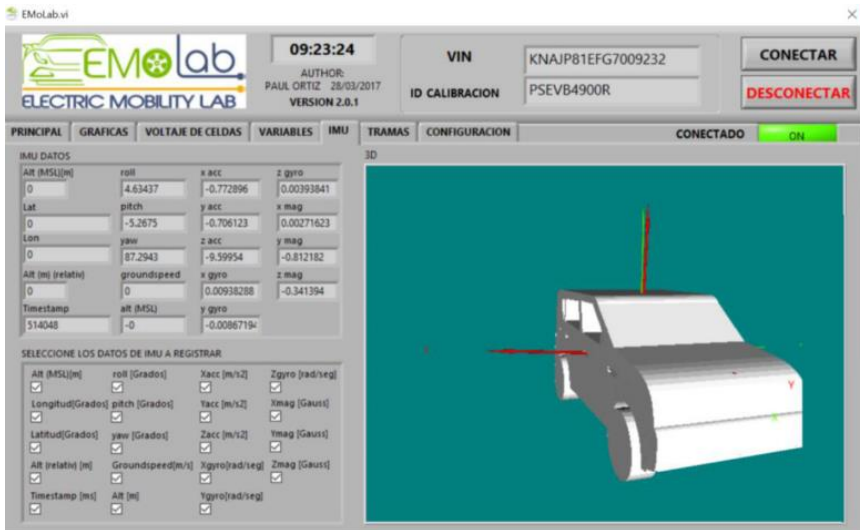 EMoLab.vi
EMoLab
ELECTRIC MOBILITY LAB
09:23:24
AUTHOR:
PAUL ORTIZ 28/03/2017
VERSION 2.0.1
VIN
KNAJP81EFG7009232
ID CALIBRACION
PSEVB4900R
CONECTAR
DESCONECTAR
PRINCIPAL GRAFICAS VOLTAJE DE CELDAS VARIABLES IMU TRAMAS CONFIGURACION
CONECTADO ON
IMU DATOS
3D
Alt (MSL)[m] roll x acc z gyro
0 4.63437 -0.772896 0.00393841
Lat pitch y acc x mag
0 -5.2675 -0.706123 0.00271623
Lon yaw z acc y mag
0 87.2943 -9.59954 -0.812182
Alt (m) (relativ) groundspeed x gyro z mag
0 0 0.00938288 -0.341394
Timestamp alt (MSL) y gyro
514048 -0 -0.0086719
SELECCIONE LOS DATOS DE IMU A REGISTRAR
Alt (MSL)[m] roll [Grados] Xacc [m/s2] Zgyro [rad/seg]
Longitud[Grados] pitch [Grados] Yacc [m/s2] Xmag [Gauss]
Latitud[Grados] yaw [Grados] Zacc [m/s2] Ymag [Gauss]
Alt (relativ) [m] Groundspeed[m/s] Xgyro[rad/seg] Zmag [Gauss]
Timestamp [ms] Alt [m] Ygyro[rad/seg]
Y